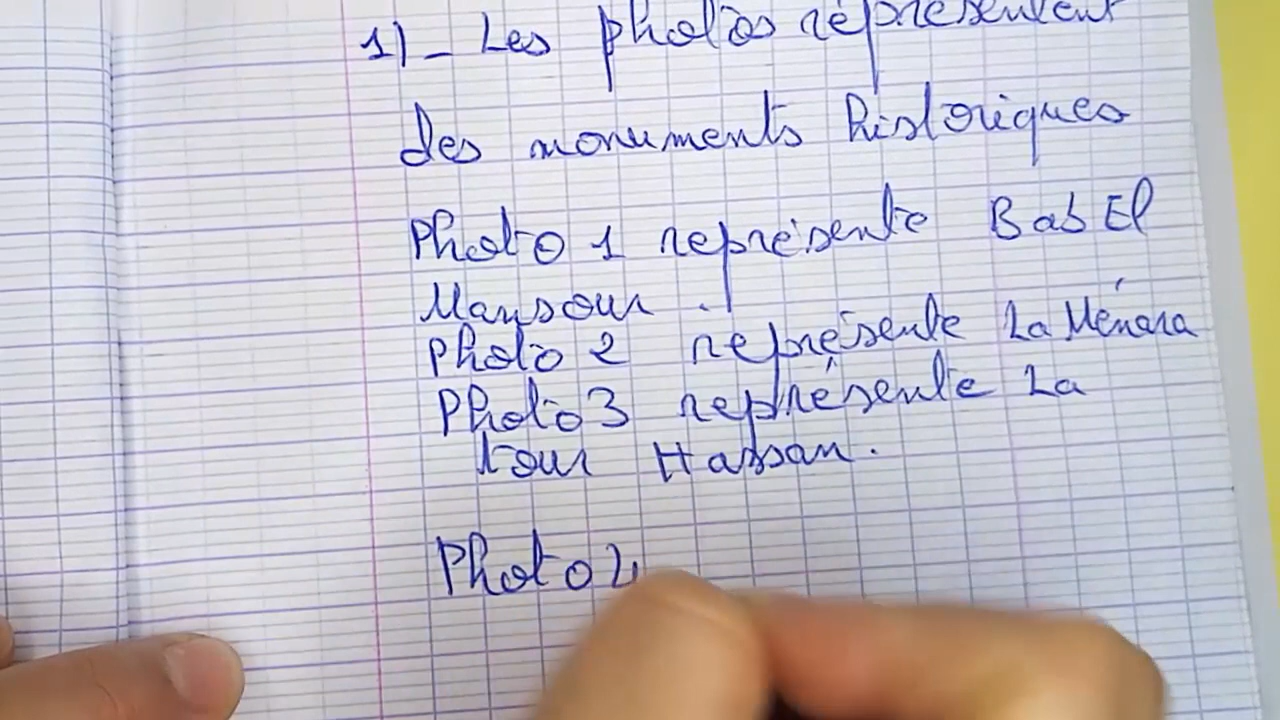 1)_ Les photos représentent
des monuments historiques
Photo 1 représente Bab El
Mansour .
photo 2 représente La Ménara
Photo 3 représente La
tour Hassan.
Photo 4